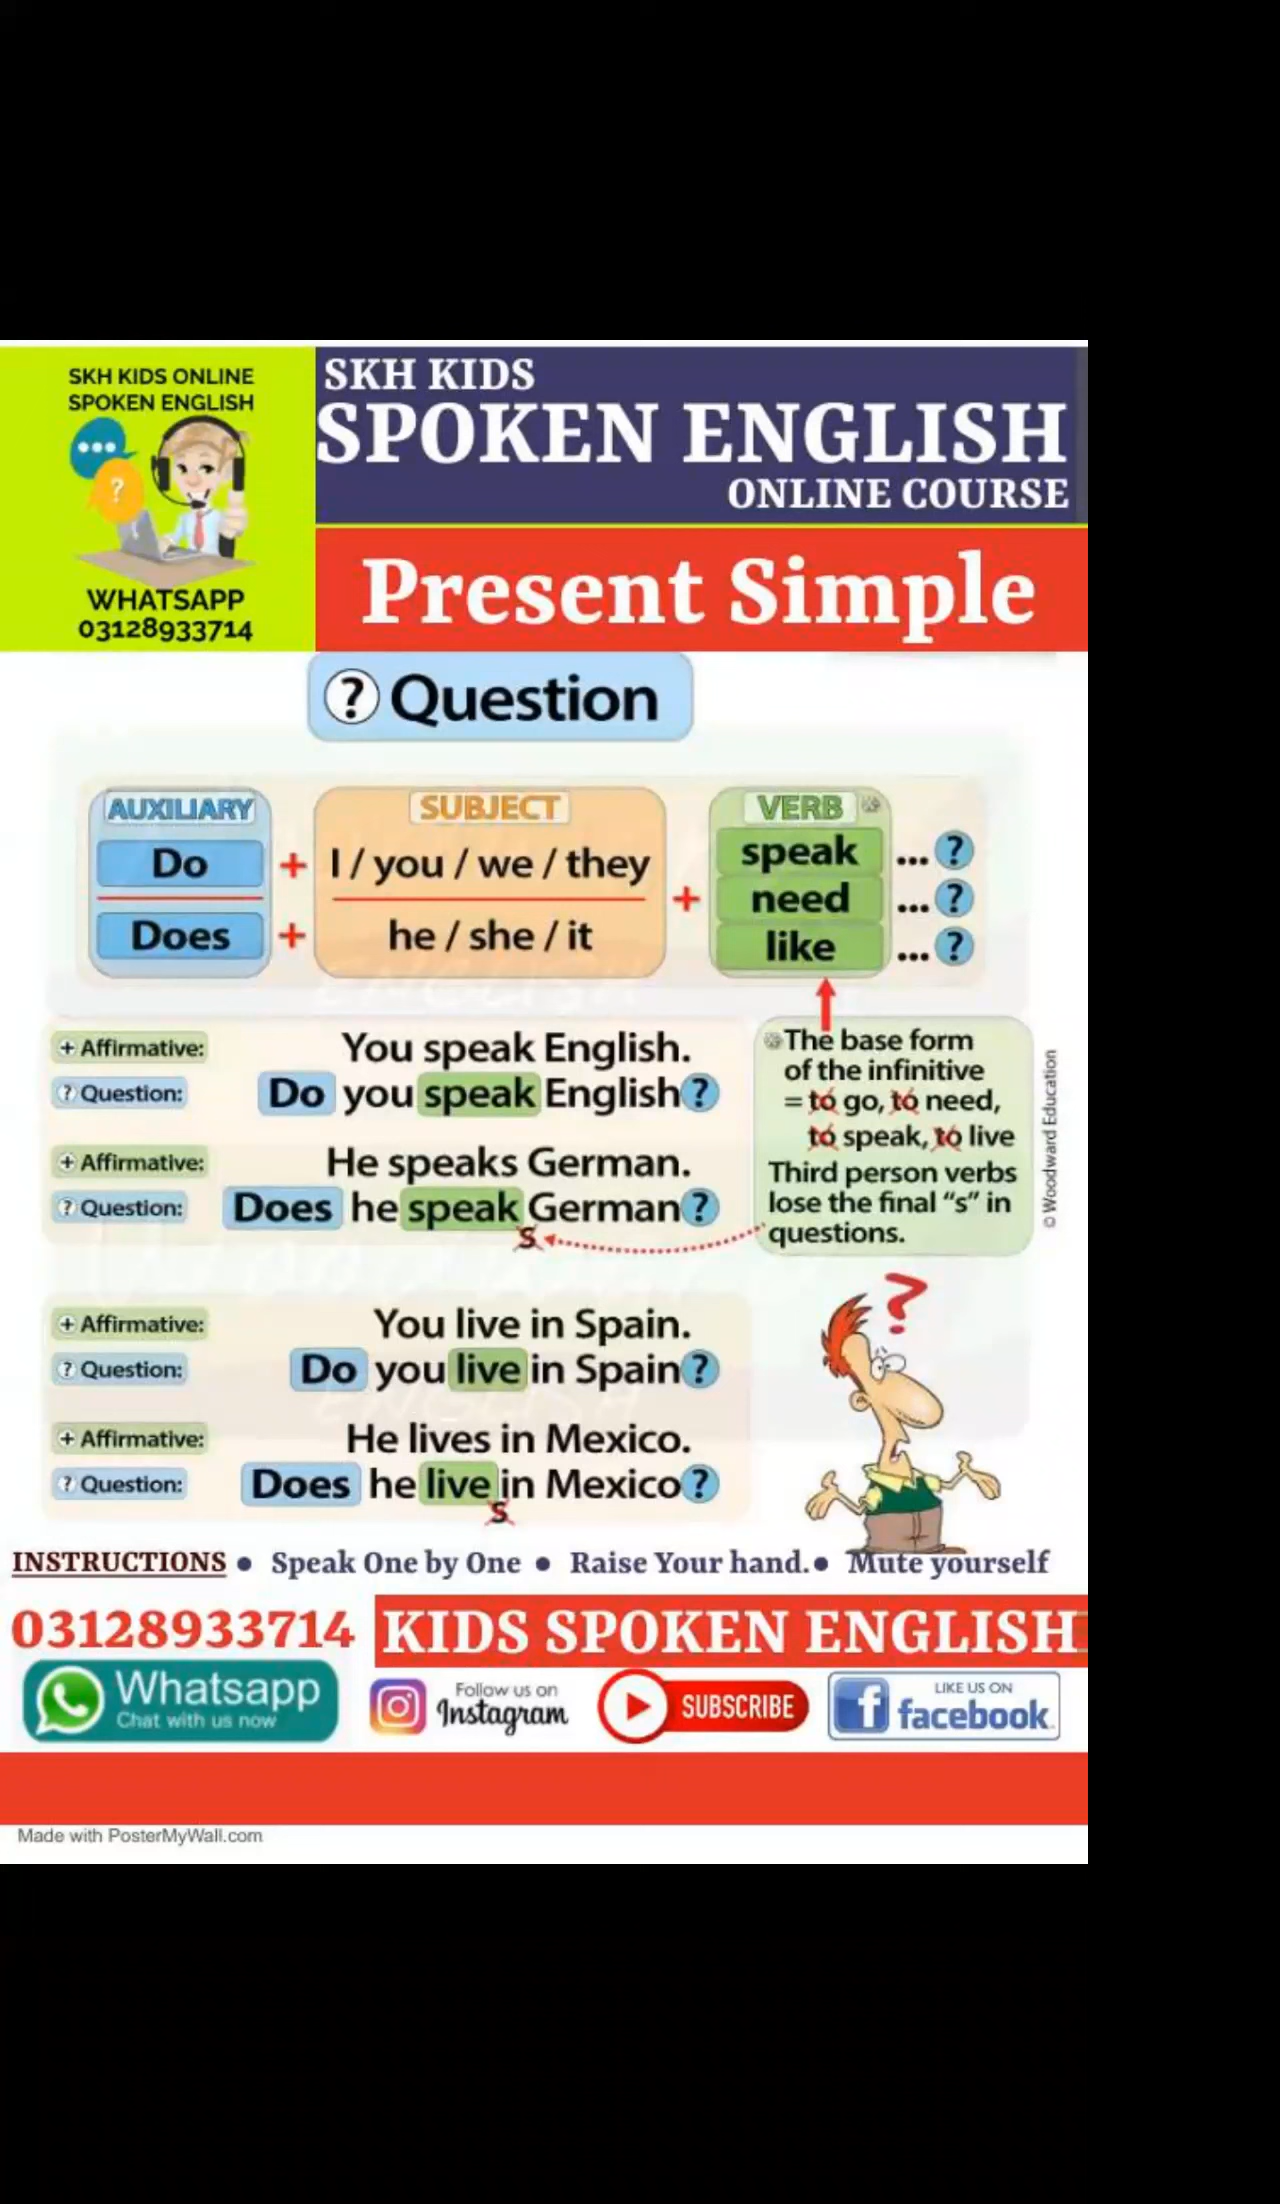 SKH KIDS ONLINE
SPOKEN ENGLISH
... ?
WHATSAPP
03128933714
SKH KIDS
SPOKEN ENGLISH
ONLINE COURSE
Present Simple
? Question
AUXILIARY SUBJECT VERB
Do + I / you / we / they
Does + he / she / it
+
speak ... ?
need ... ?
like ... ?
+ Affirmative: You speak English.
? Question: Do you speak English?
+ Affirmative: He speaks German.
? Question: Does he speak German?
s
+ Affirmative: You live in Spain.
? Question: Do you live in Spain?
+ Affirmative: He lives in Mexico.
? Question: Does he live in Mexico?
s
The base form
of the infinitive
= to go, to need,
to speak, to live
Third person verbs
lose the final “s” in
questions.
© Woodward Education
?
INSTRUCTIONS • Speak One by One • Raise Your hand. • Mute yourself
03128933714 KIDS SPOKEN ENGLISH
Whatsapp
Chat with us now
Follow us on
Instagram
SUBSCRIBE
LIKE US ON
f facebook.
Made with PosterMyWall.com